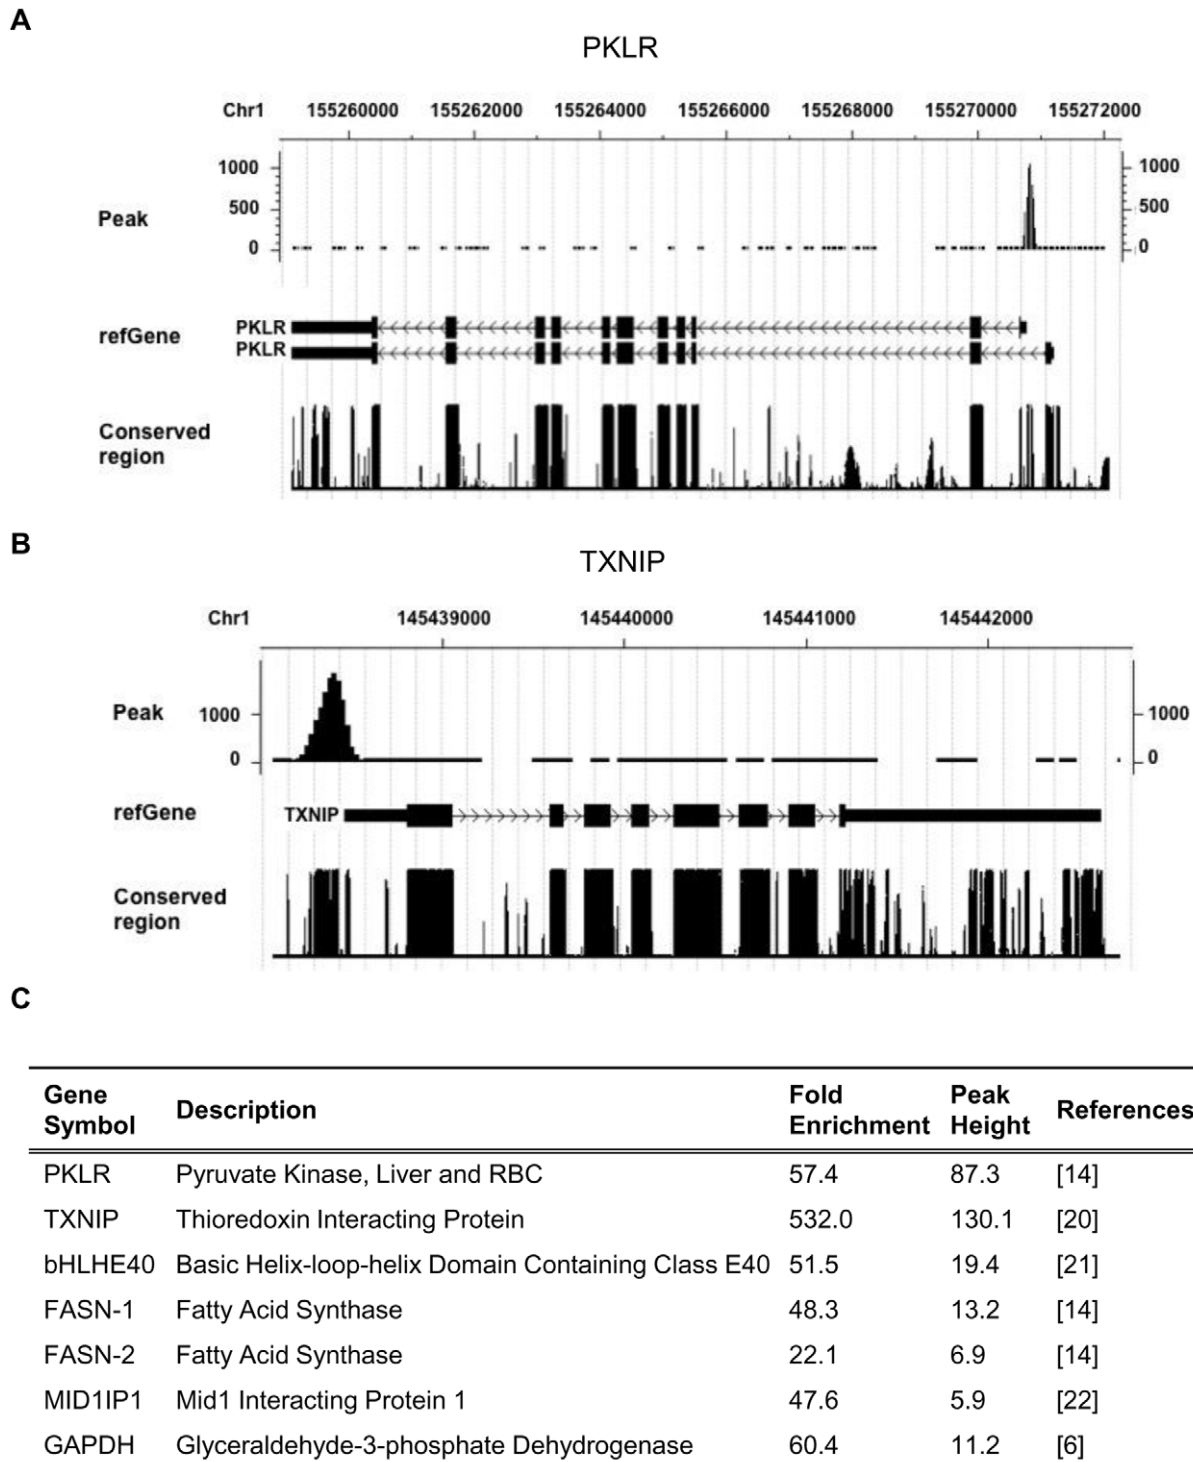 A
PKLR
Chr1 155260000 155262000 155264000 155266000 155268000 155270000 155272000
1000 1000
Peak 500 500
0 0
refGene PKLR
PKLR
Conserved
region
B
TXNIP
Chr1 145439000 145440000 145441000 145442000
Peak 1000 1000
0 0
refGene TXNIP
Conserved
region
C
Gene Symbol Description Fold Enrichment Peak Height References
PKLR Pyruvate Kinase, Liver and RBC 57.4 87.3 [14]
TXNIP Thioredoxin Interacting Protein 532.0 130.1 [20]
bHLHE40 Basic Helix-loop-helix Domain Containing Class E40 51.5 19.4 [21]
FASN-1 Fatty Acid Synthase 48.3 13.2 [14]
FASN-2 Fatty Acid Synthase 22.1 6.9 [14]
MID1IP1 Mid1 Interacting Protein 1 47.6 5.9 [22]
GAPDH Glyceraldehyde-3-phosphate Dehydrogenase 60.4 11.2 [6]